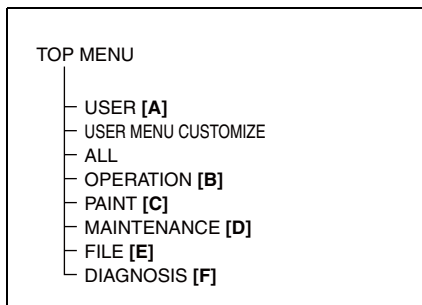 TOP MENU
USER [A]
USER MENU CUSTOMIZE
ALL
OPERATION [B]
PAINT [C]
MAINTENANCE [D]
FILE [E]
DIAGNOSIS [F]